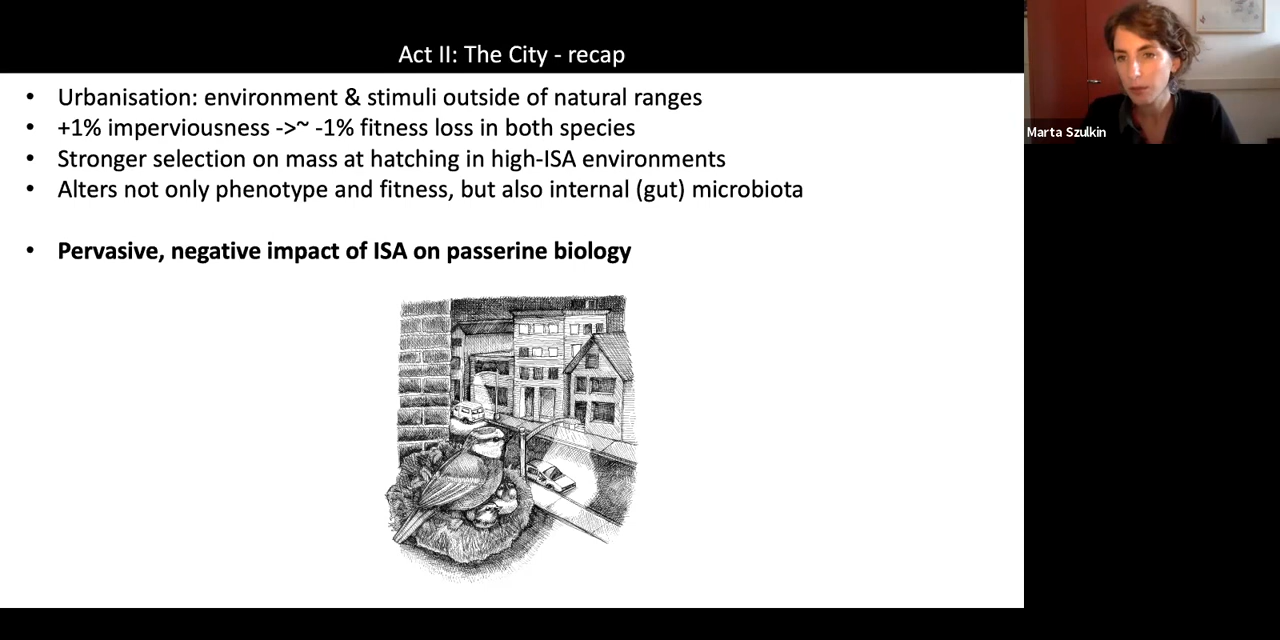 Act II: The City - recap
• Urbanisation: environment & stimuli outside of natural ranges
• +1% imperviousness ->~ -1% fitness loss in both species
• Stronger selection on mass at hatching in high-ISA environments
• Alters not only phenotype and fitness, but also internal (gut) microbiota
• Pervasive, negative impact of ISA on passerine biology
Marta Szulkin